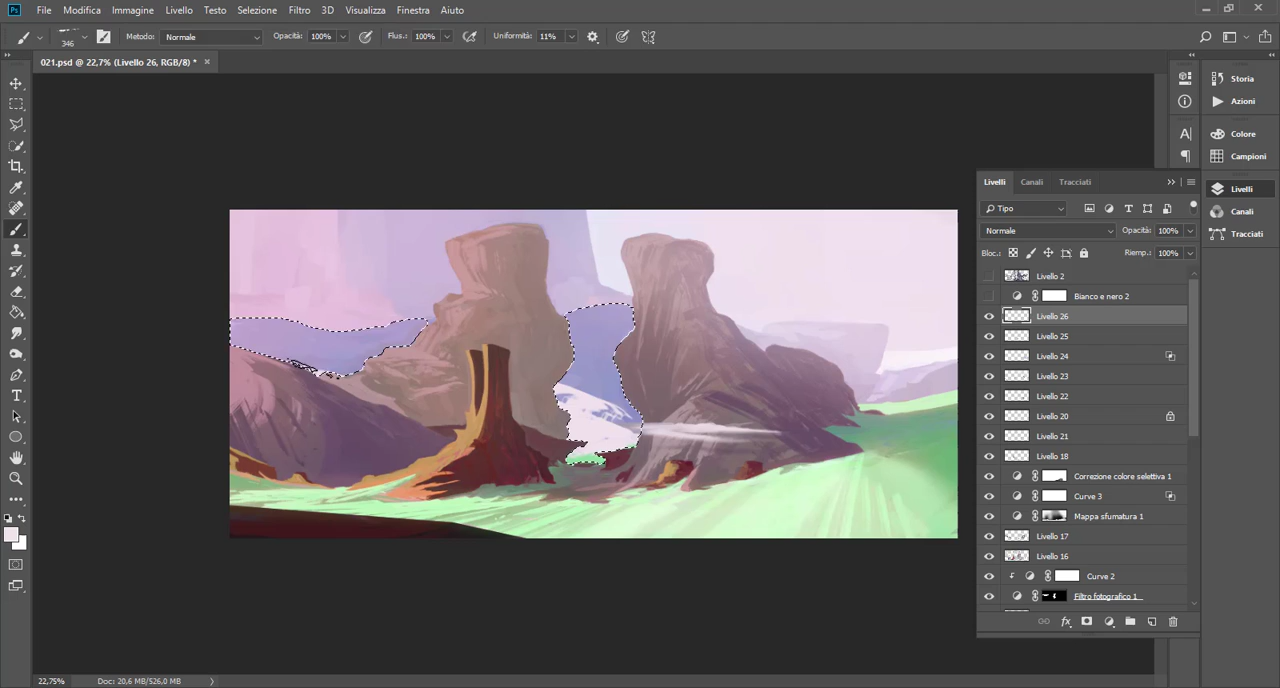 Ps File Modifica Immagine Livello Testo Selezione Filtro 3D Visualizza Finestra Aiuto
346 Metodo: Normale Opacità: 100% Flus.: 100% Uniformità: 11%
021.psd @ 22,7% (Livello 26, RGB/8) * ×
Storia
Azioni
Colore
Campioni
Livelli
Canali
Tracciati
Livelli Canali Tracciati
Tipo
Normale Opacità: 100%
Bloc.: Riemp.: 100%
Livello 2
Bianco e nero 2
Livello 26
Livello 25
Livello 24
Livello 23
Livello 22
Livello 20
Livello 21
Livello 18
Correzione colore selettiva 1
Curve 3
Mappa sfumatura 1
Livello 17
Livello 16
Curve 2
Filtro fotografico 1
fx
22,75% Doc: 20,6 MB/526,0 MB